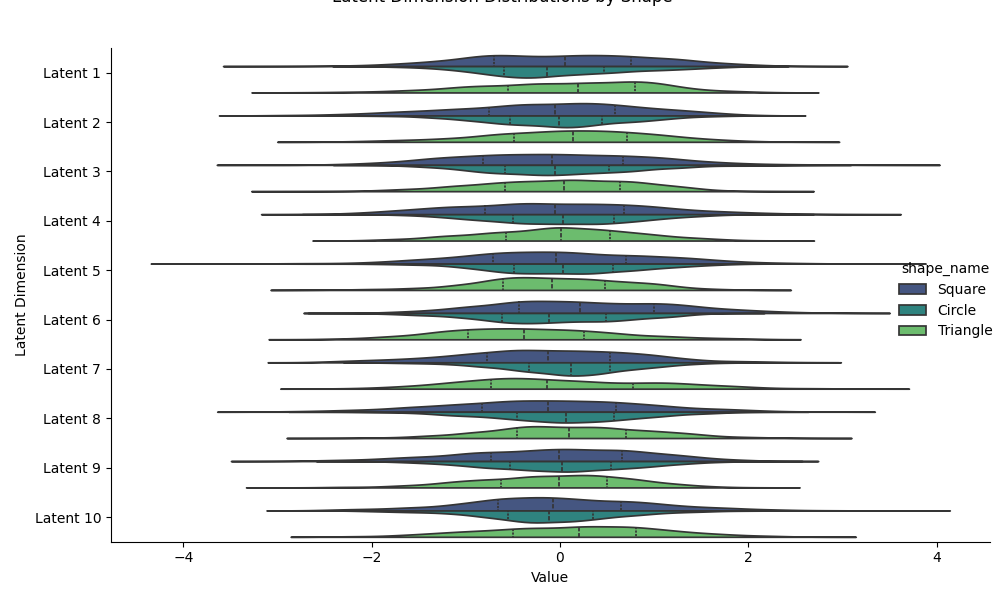 Latent Dimension Distributions by Shape
Latent 1
Latent 2
Latent 3
Latent 4
Latent 5
Latent 6
Latent 7
Latent 8
Latent 9
Latent 10
Latent Dimension
shape_name
Square
Circle
Triangle
−4
−2
0
2
4
Value